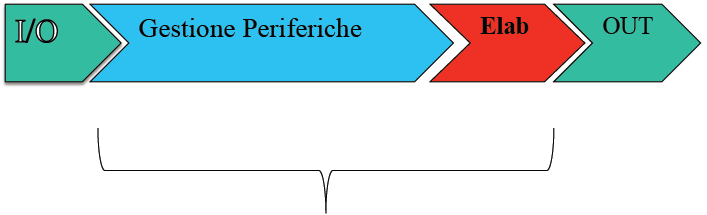 I/O
Gestione Periferiche
Elab
OUT